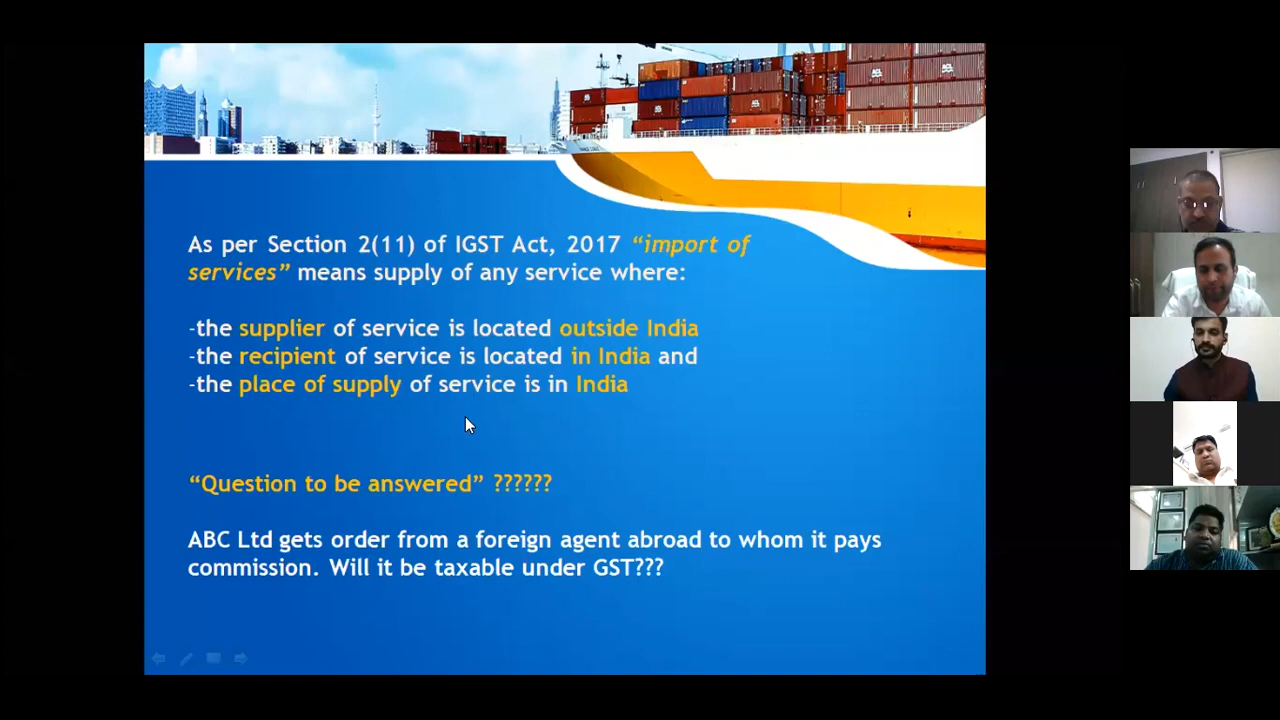 As per Section 2(11) of IGST Act, 2017 “import of
services” means supply of any service where:
-the supplier of service is located outside India
-the recipient of service is located in India and
-the place of supply of service is in India
“Question to be answered” ??????
ABC Ltd gets order from a foreign agent abroad to whom it pays
commission. Will it be taxable under GST???